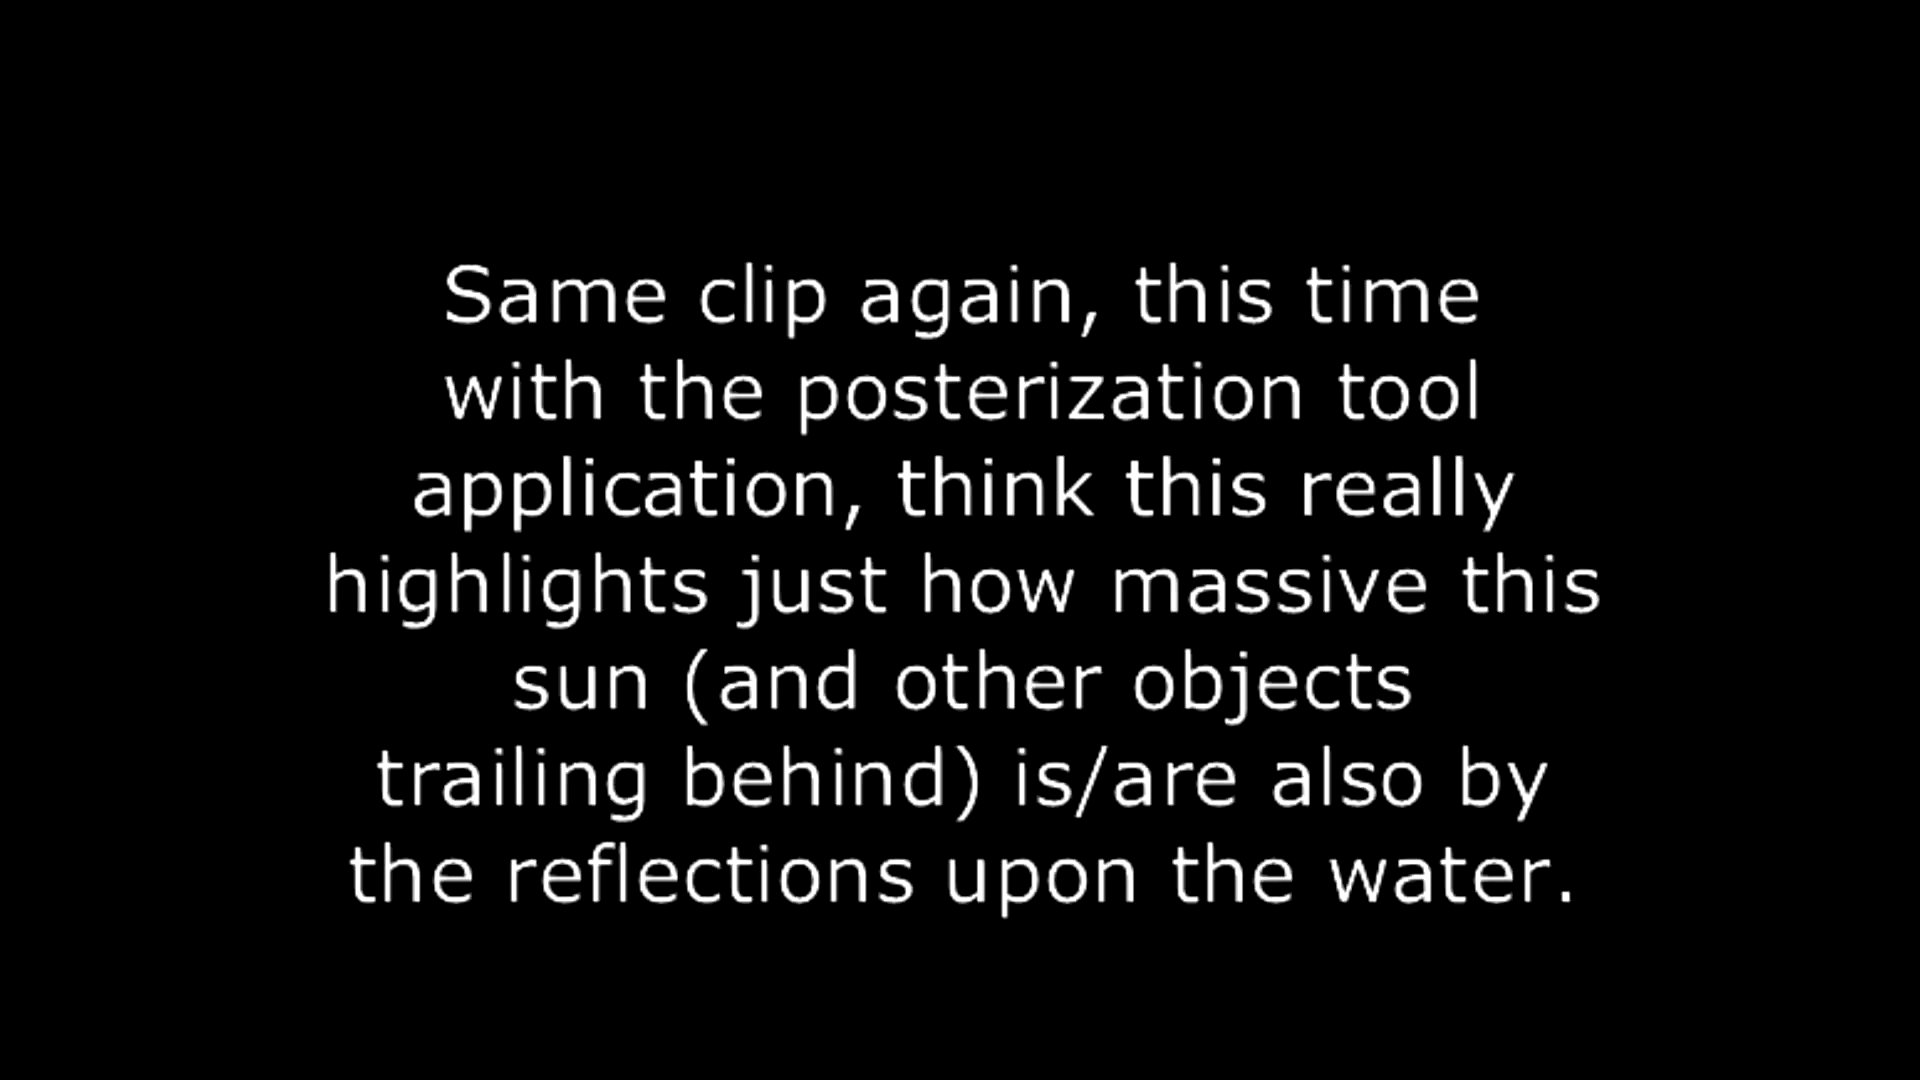 Same clip again, this time
with the posterization tool
application, think this really
highlights just how massive this
sun (and other objects
trailing behind) is/are also by
the reflections upon the water.